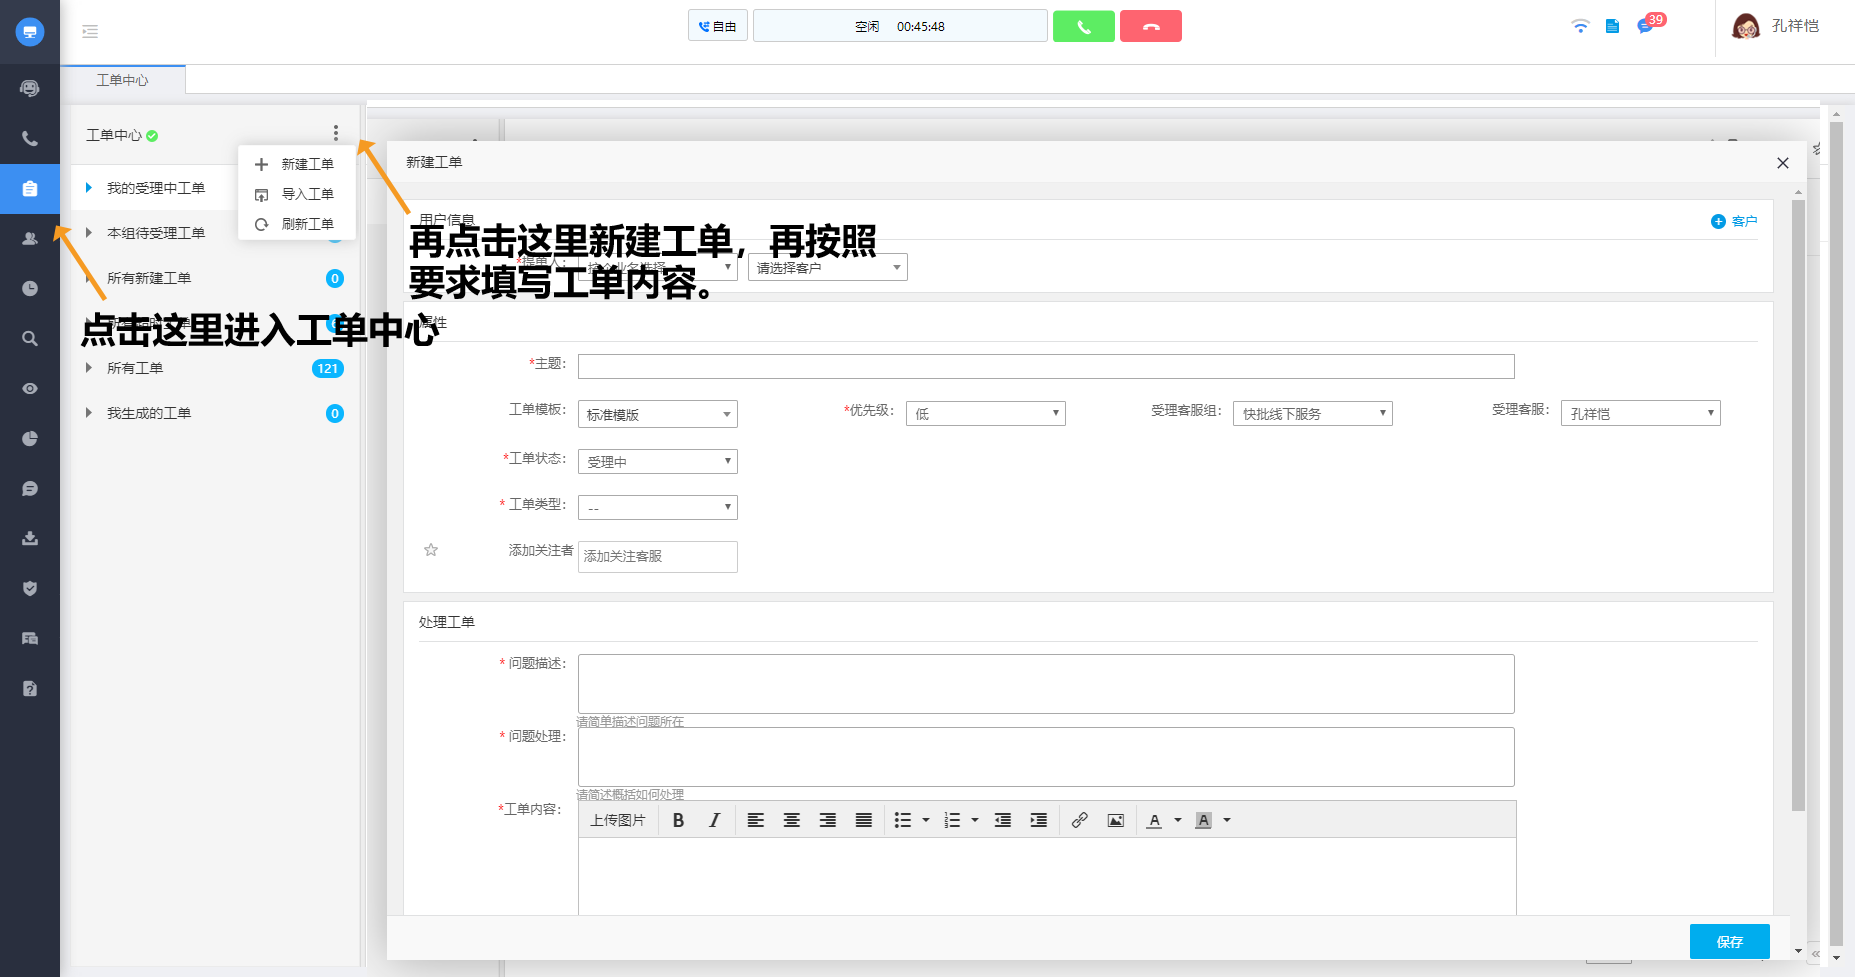 自由
空闲 00:45:48
39
孔祥恺
工单中心
工单中心
新建工单
导入工单
刷新工单
我的受理中工单
本组待受理工单
所有新建工单 0
点击这里进入工单中心
所有工单 121
我生成的工单 0
新建工单
用户信息
客户
再点击这里新建工单，再按照
要求填写工单内容。
*提单人:
请选择客户
属性
*主题:
工单模板: 标准模版
*优先级: 低
受理客服组: 快批线下服务
受理客服: 孔祥恺
*工单状态: 受理中
* 工单类型: --
添加关注者 添加关注客服
处理工单
* 问题描述:
请简单描述问题所在
* 问题处理:
请简述概括如何处理
*工单内容:
上传图片
保存